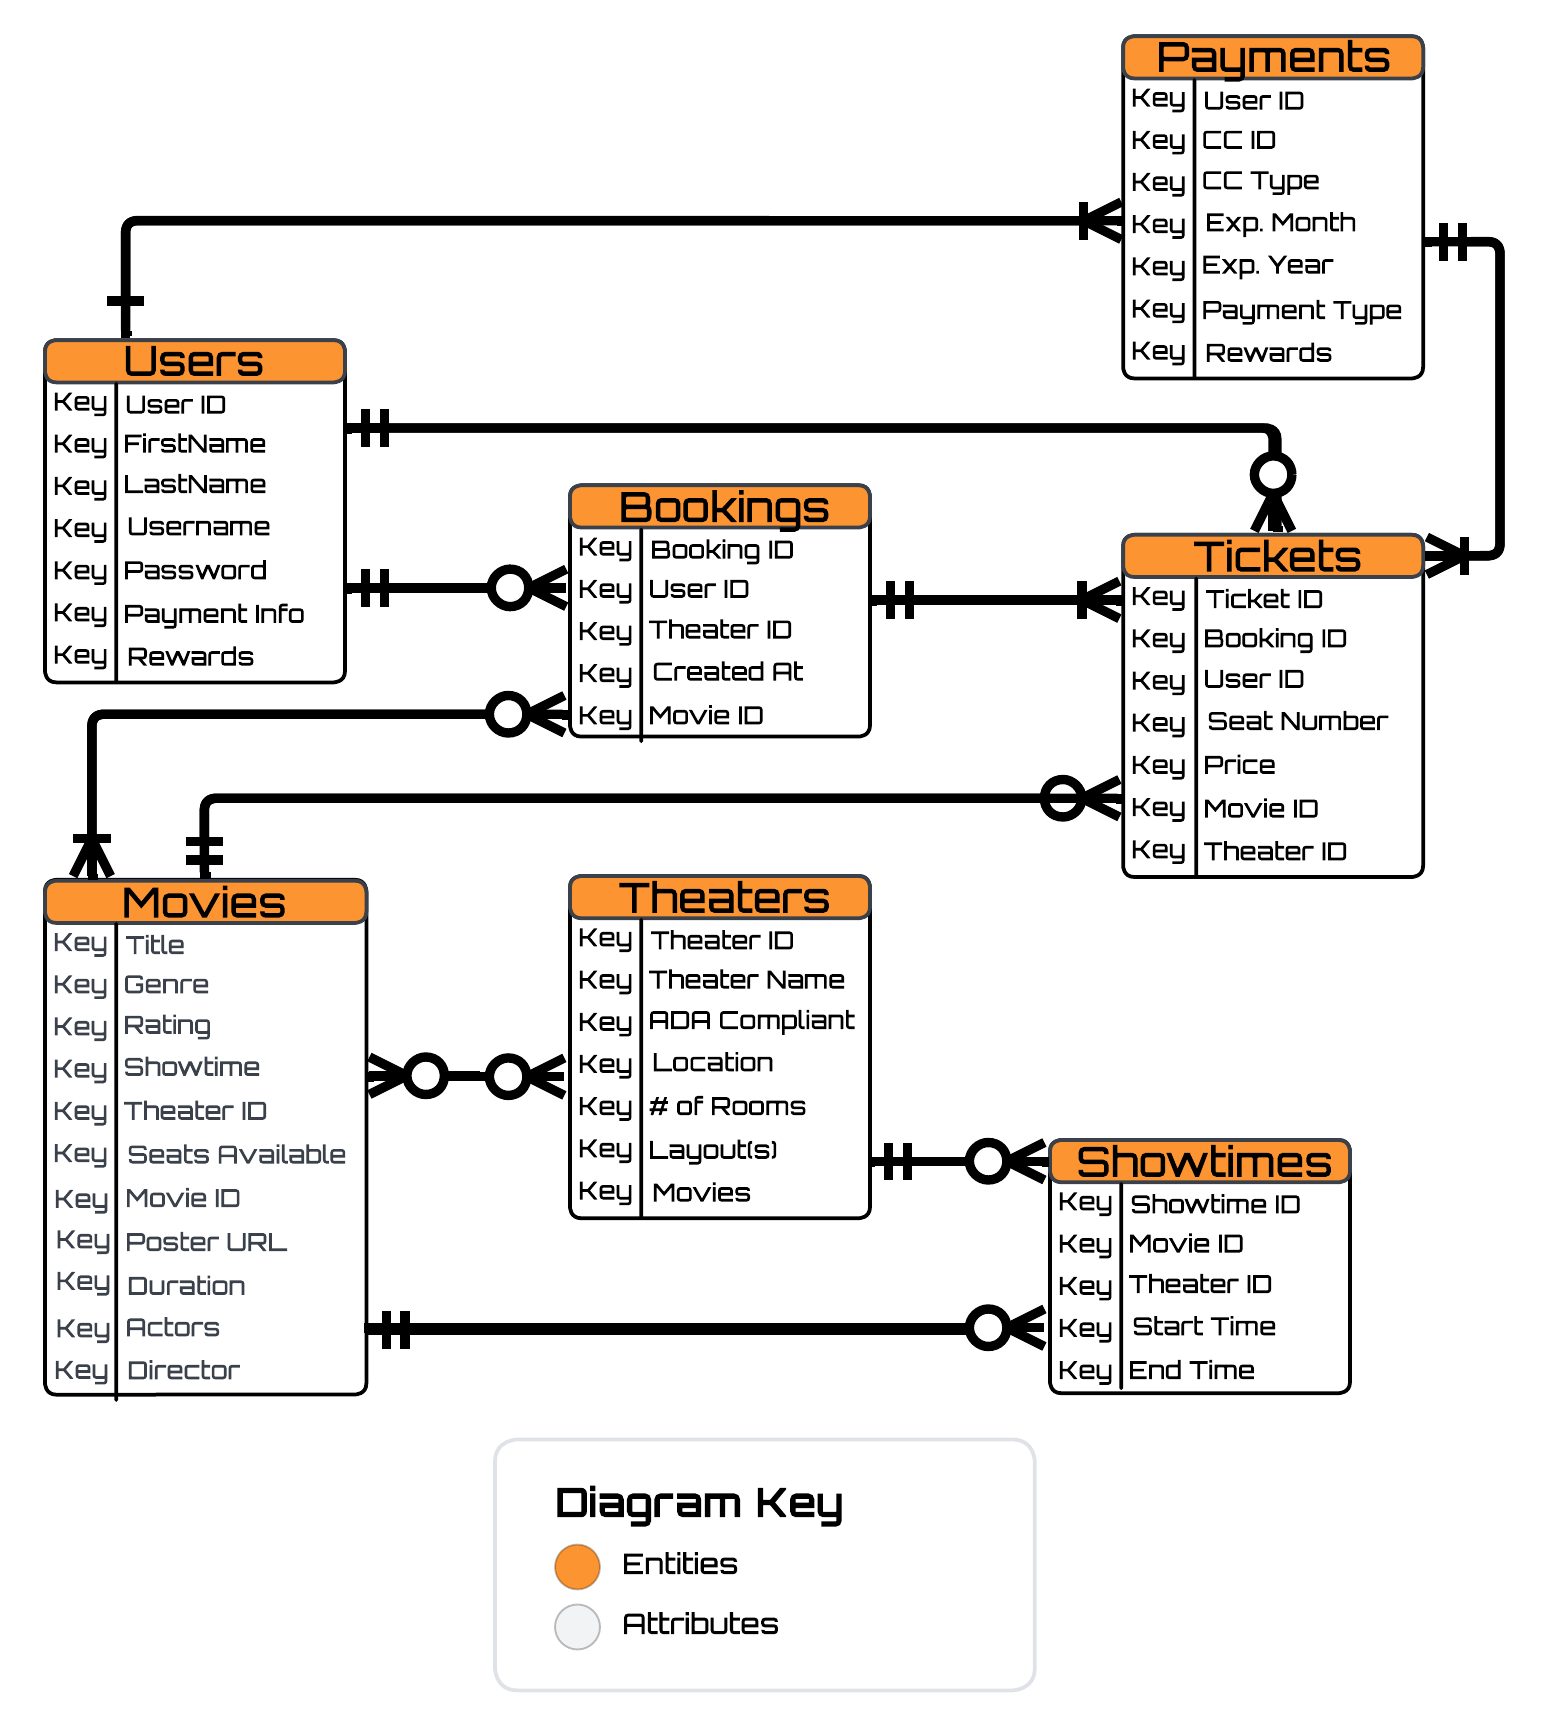 Payments
Key User ID
Key CC ID
Key CC Type
Key Exp. Month
Key Exp. Year
Key Payment Type
Key Rewards
Users
Key User ID
Key FirstName
Key LastName
Key Username
Key Password
Key Payment Info
Key Rewards
Bookings
Key Booking ID
Key User ID
Key Theater ID
Key Created At
Key Movie ID
Tickets
Key Ticket ID
Key Booking ID
Key User ID
Key Seat Number
Key Price
Key Movie ID
Key Theater ID
Movies
Key Title
Key Genre
Key Rating
Key Showtime
Key Theater ID
Key Seats Available
Key Movie ID
Key Poster URL
Key Duration
Key Actors
Key Director
Theaters
Key Theater ID
Key Theater Name
Key ADA Compliant
Key Location
Key # of Rooms
Key Layout(s)
Key Movies
Showtimes
Key Showtime ID
Key Movie ID
Key Theater ID
Key Start Time
Key End Time
Diagram Key
Entities
Attributes